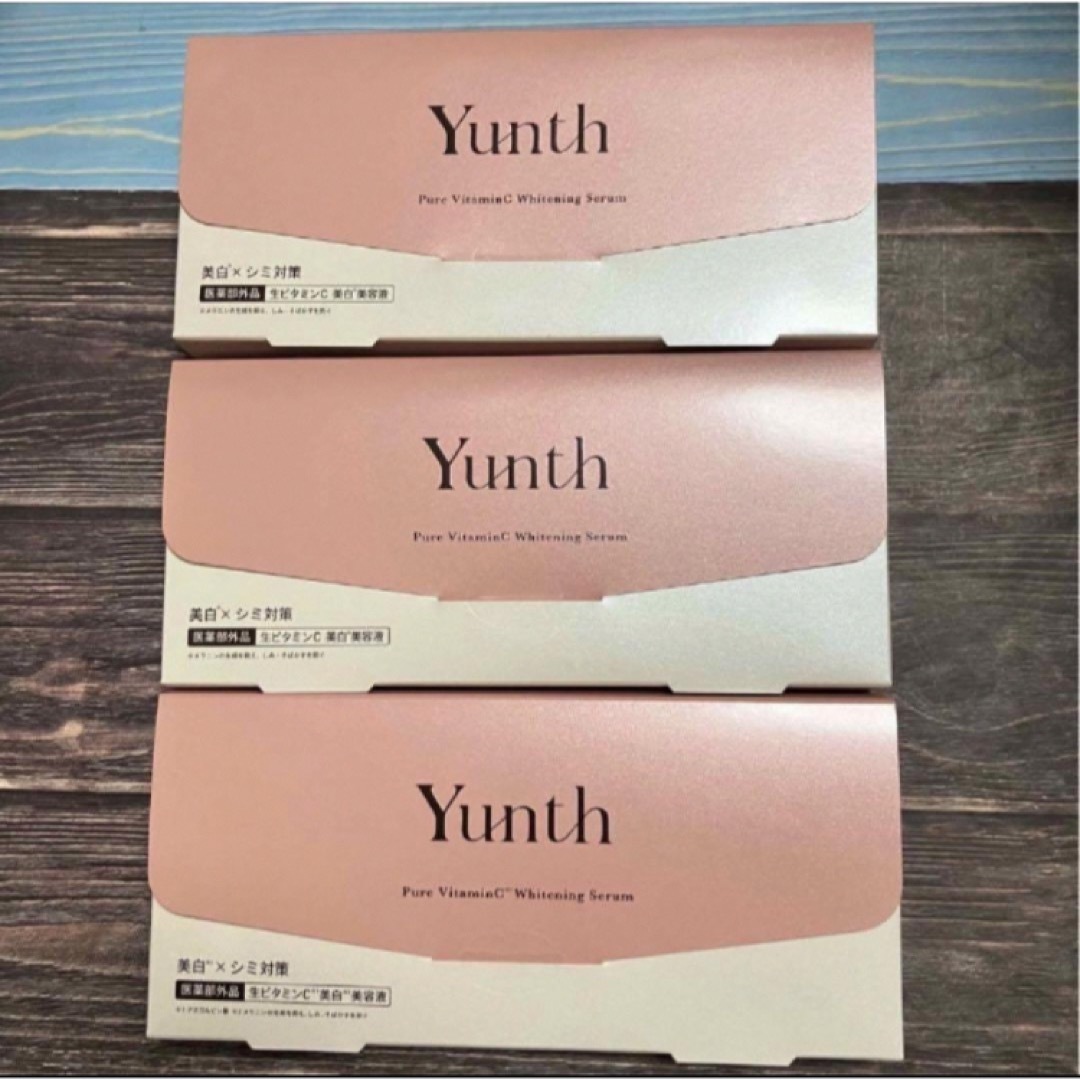 Yunth
Pure VitaminC Whitening Serum
美白*×シミ対策
医薬部外品 生ビタミンC 美白*美容液
Yunth
Pure VitaminC Whitening Serum
美白*×シミ対策
医薬部外品 生ビタミンC 美白*美容液
Yunth
Pure VitaminC Whitening Serum
美白 ×シミ対策
医薬部外品 生ビタミンC 美白 美容液